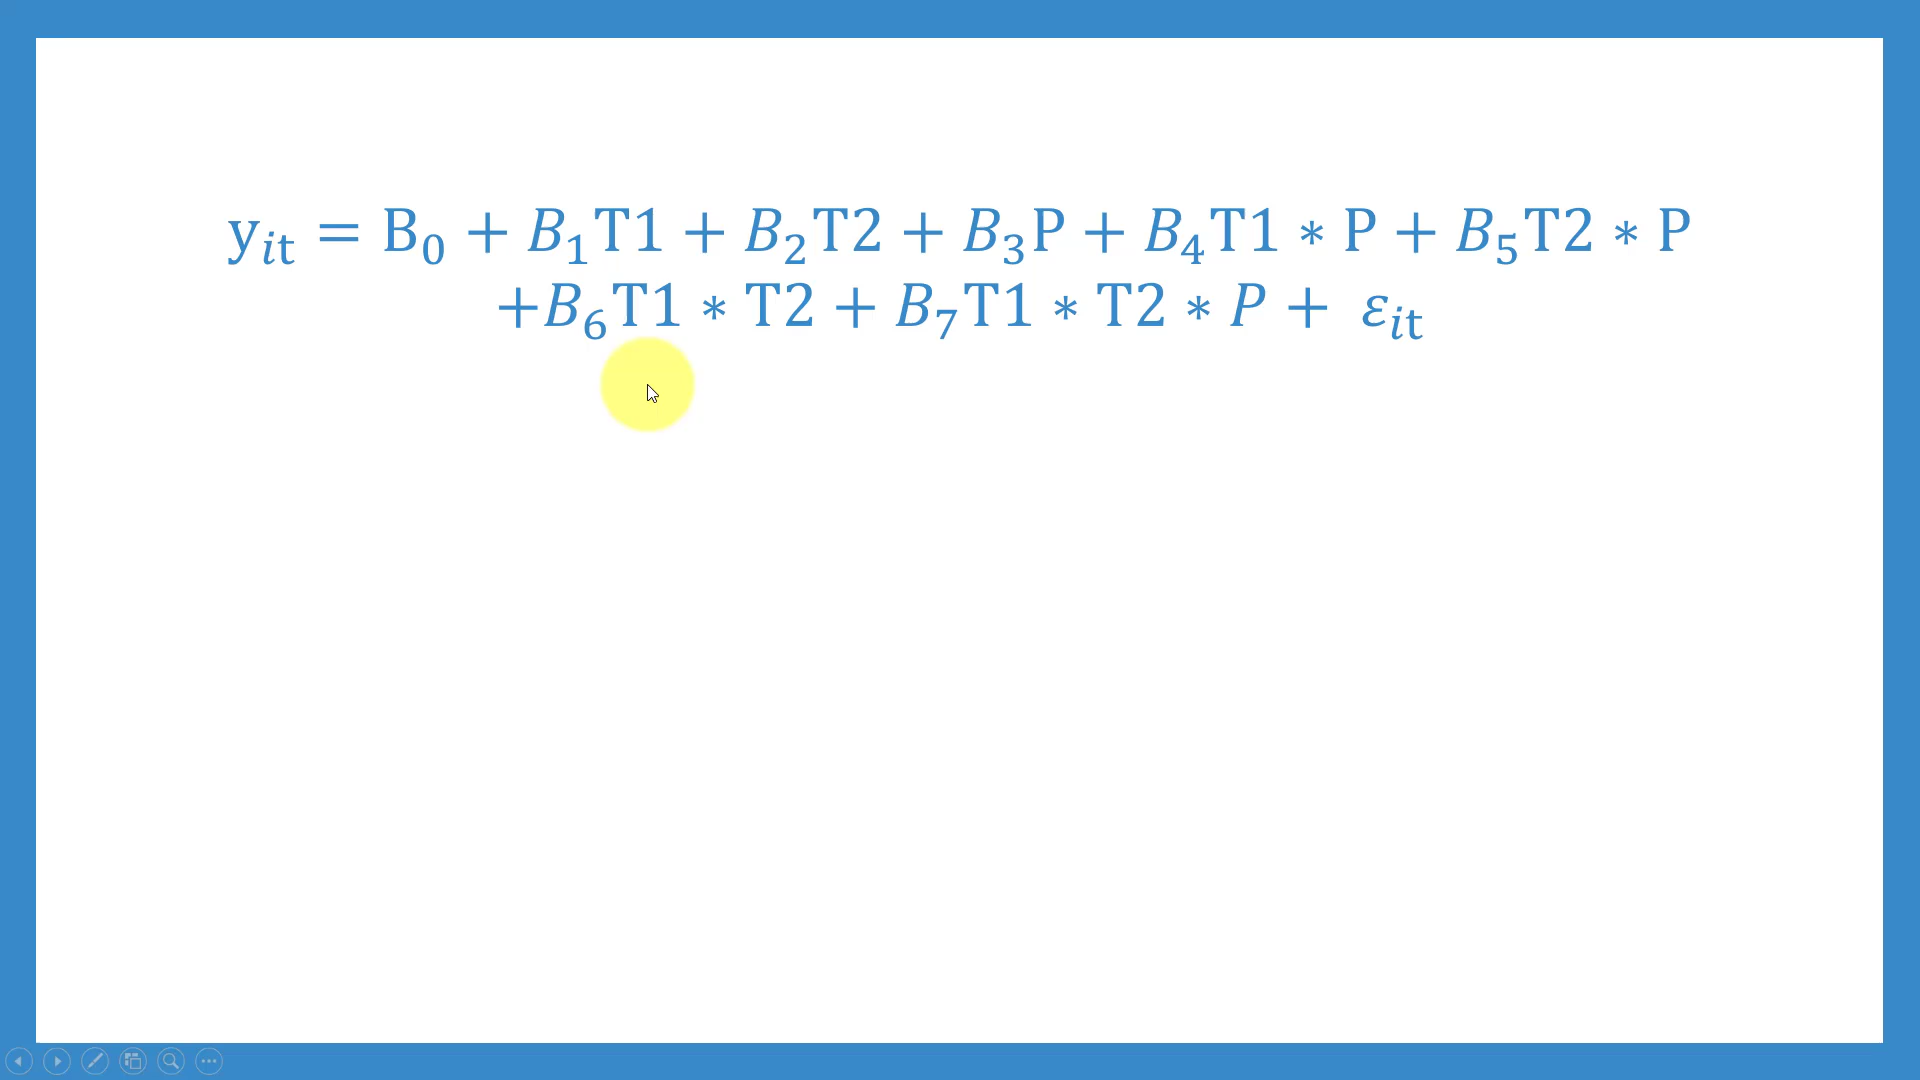 y_it = B_0 + B_1T1 + B_2T2 + B_3P + B_4T1 ∗ P + B_5T2 ∗ P
+B_6T1 ∗ T2 + B_7T1 ∗ T2 ∗ P + ε_it